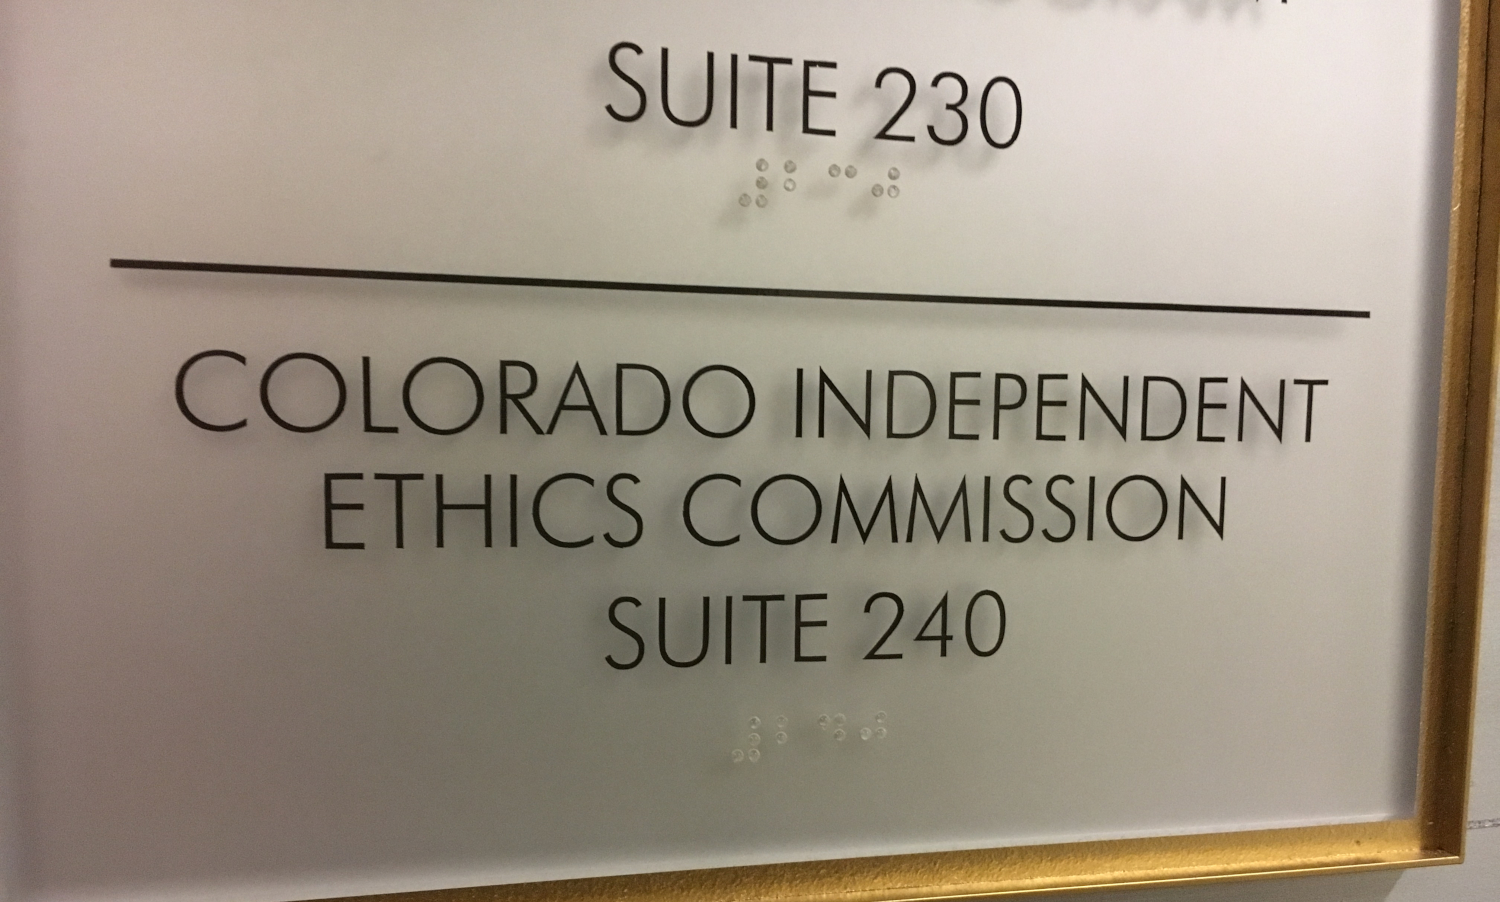 SUITE 230
⠼⠃⠉⠚
COLORADO INDEPENDENT
ETHICS COMMISSION
SUITE 240
⠼⠃⠙⠚